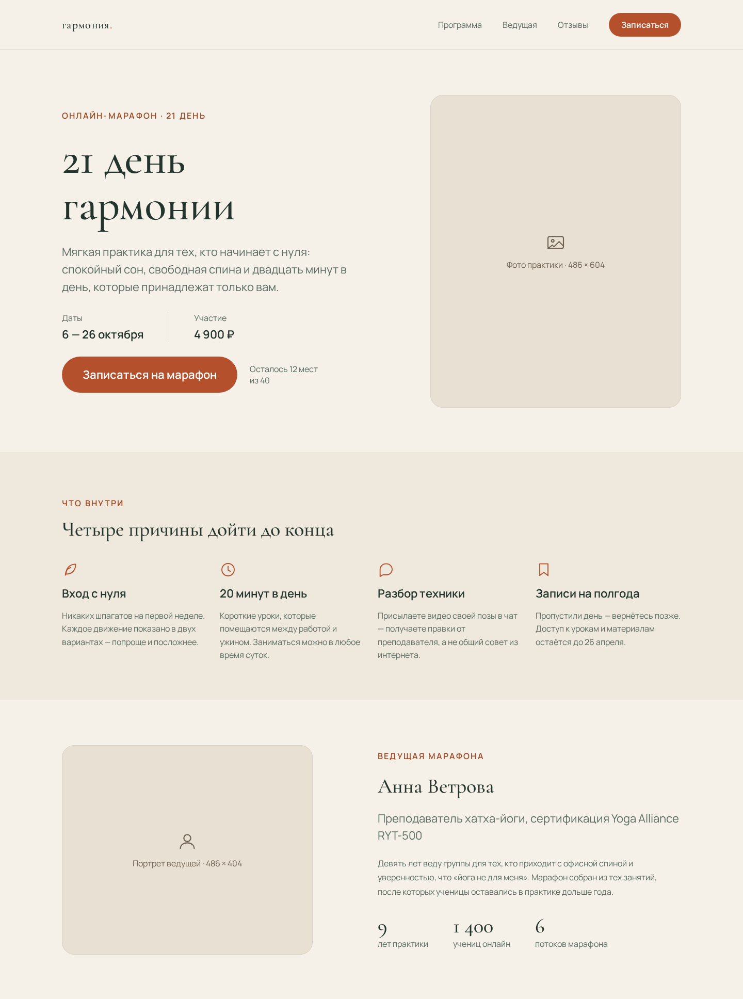 гармония.
Программа
Ведущая
Отзывы
Записаться
ОНЛАЙН-МАРАФОН · 21 ДЕНЬ
21 день
гармонии
Мягкая практика для тех, кто начинает с нуля:
спокойный сон, свободная спина и двадцать минут в
день, которые принадлежат только вам.
Даты
6 — 26 октября
Участие
4 900 ₽
Записаться на марафон
Осталось 12 мест
из 40
Фото практики · 486 × 604
ЧТО ВНУТРИ
Четыре причины дойти до конца
Вход с нуля
Никаких шпагатов на первой неделе.
Каждое движение показано в двух
вариантах — попроще и посложнее.
20 минут в день
Короткие уроки, которые
помещаются между работой и
ужином. Заниматься можно в любое
время суток.
Разбор техники
Присылаете видео своей позы в чат
— получаете правки от
преподавателя, а не общий совет из
интернета.
Записи на полгода
Пропустили день — вернётесь позже.
Доступ к урокам и материалам
остаётся до 26 апреля.
Портрет ведущей · 486 × 404
ВЕДУЩАЯ МАРАФОНА
Анна Ветрова
Преподаватель хатха-йоги, сертификация Yoga Alliance
RYT-500
Девять лет веду группы для тех, кто приходит с офисной спиной и
уверенностью, что «йога не для меня». Марафон собран из тех занятий,
после которых ученицы оставались в практике дольше года.
9
лет практики
1 400
учениц онлайн
6
потоков марафона